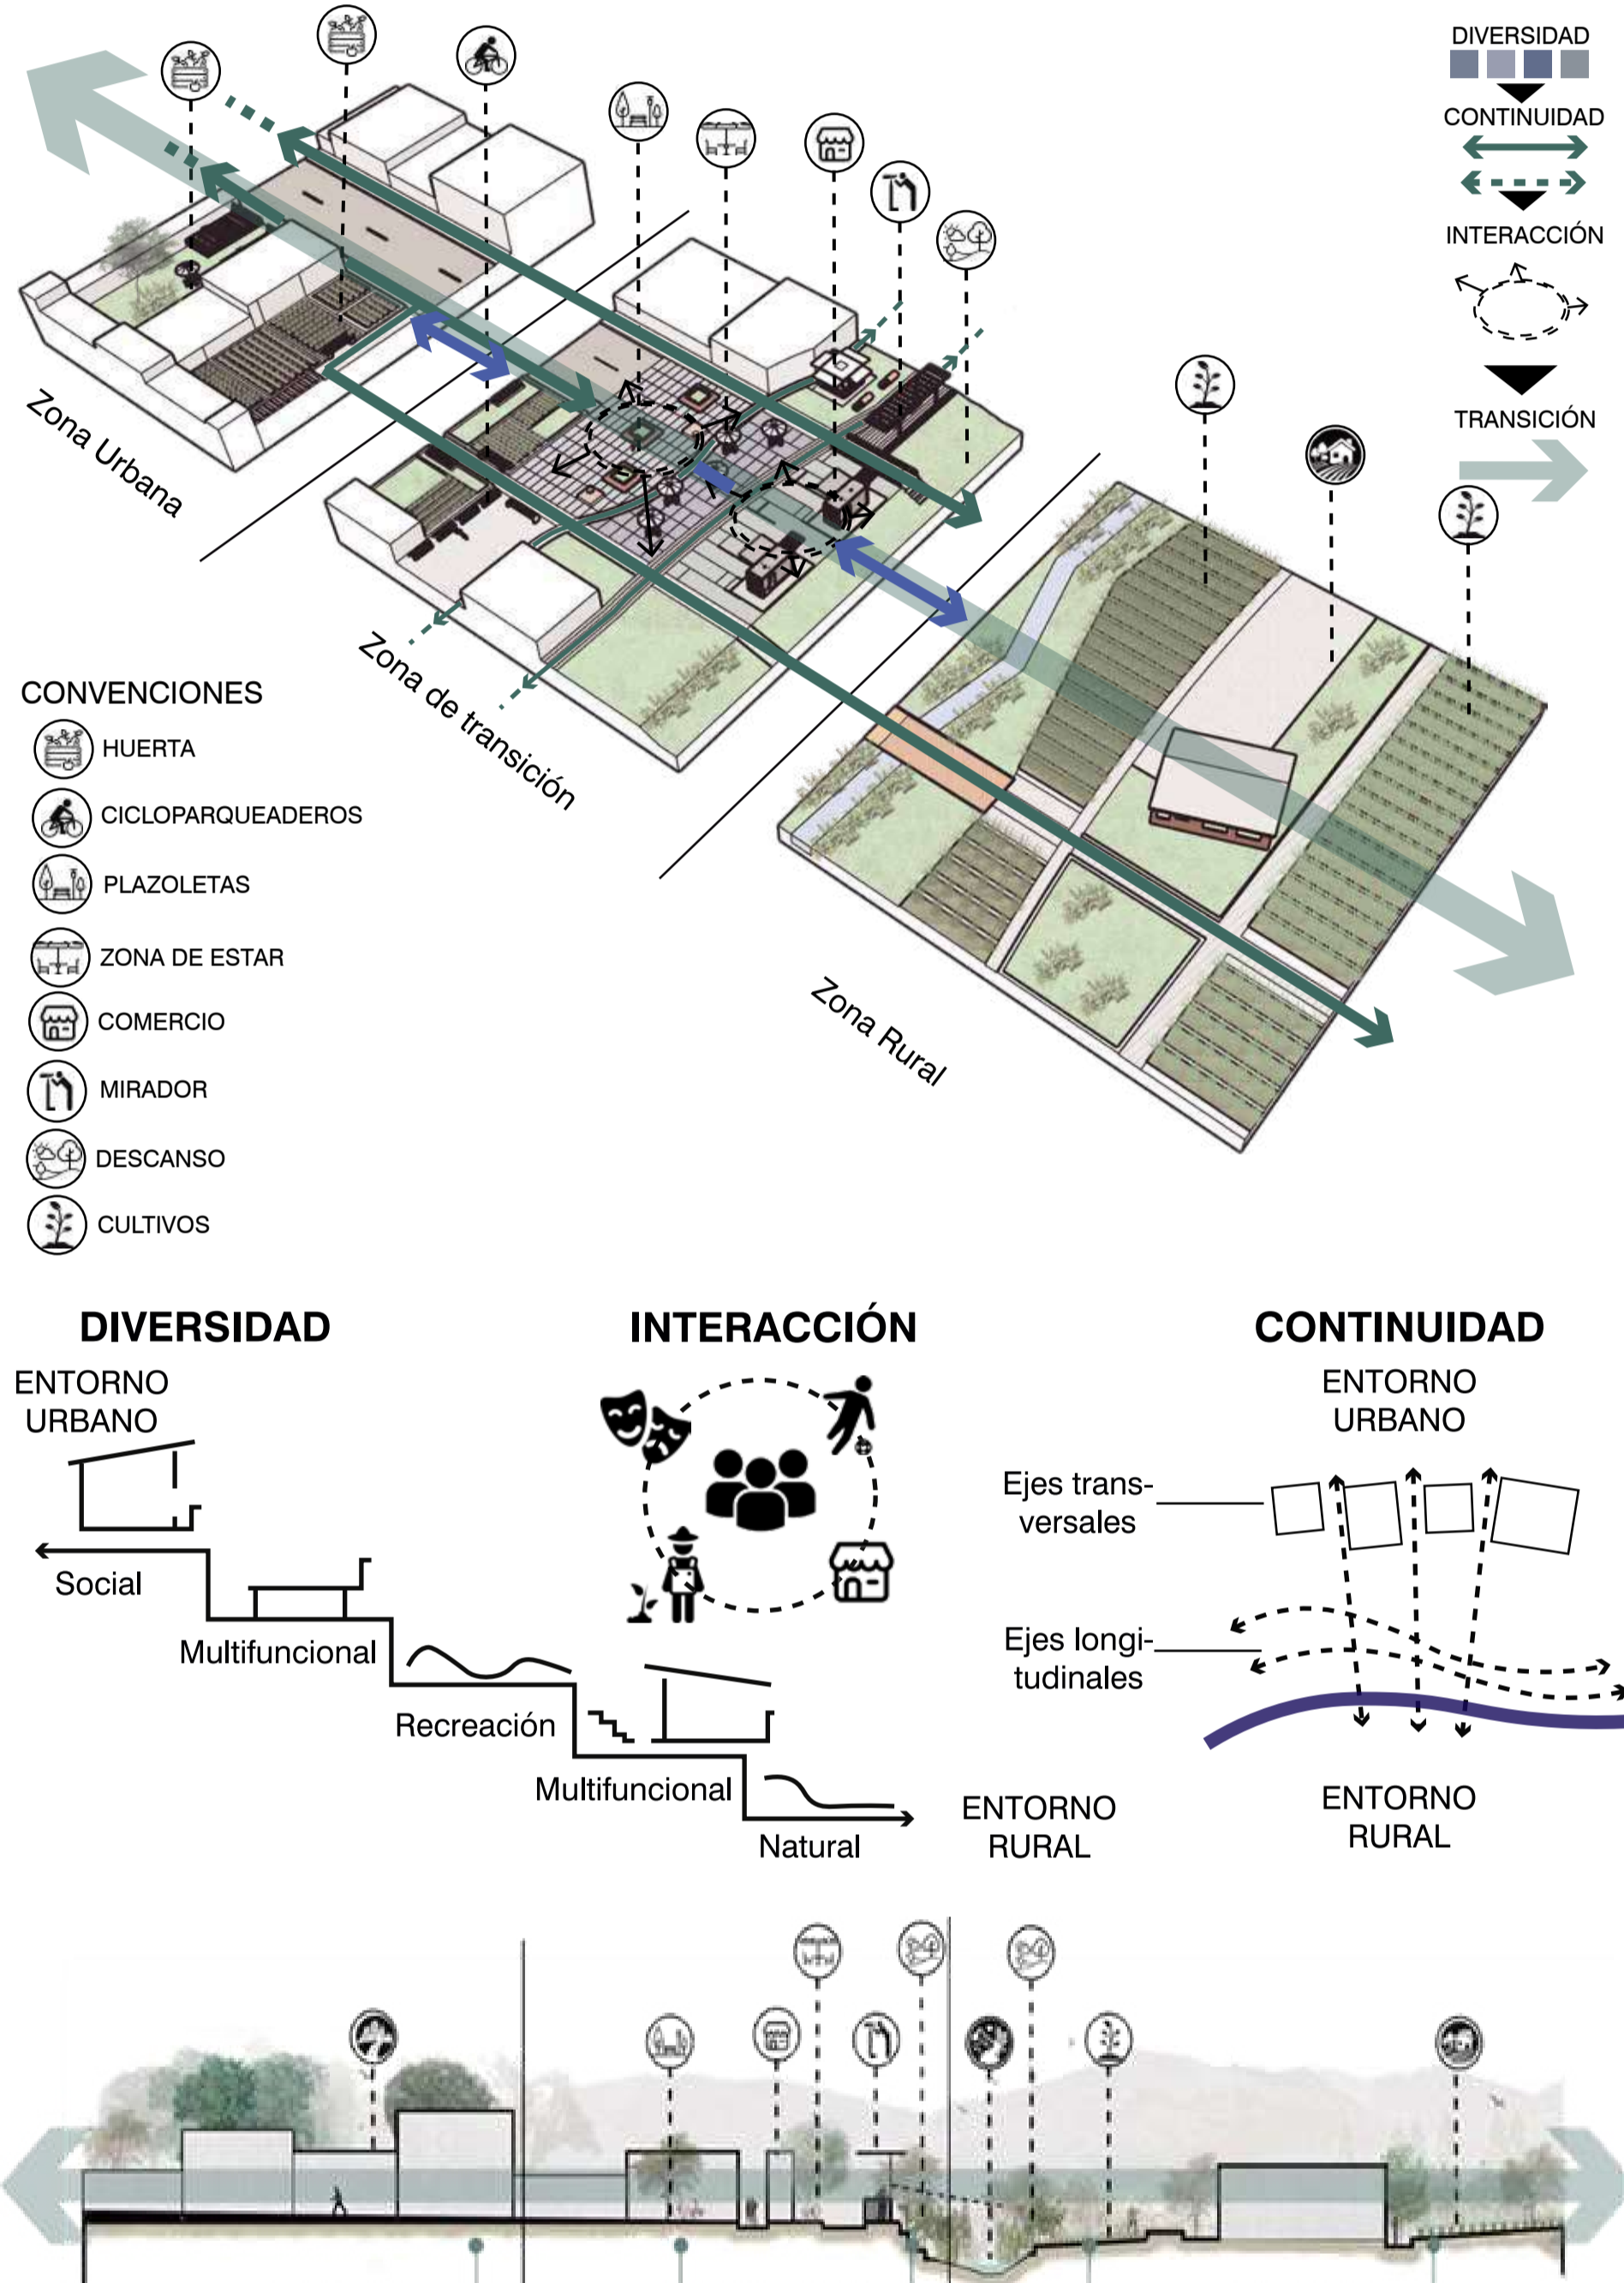 DIVERSIDAD
CONTINUIDAD
INTERACCIÓN
TRANSICIÓN
Zona Urbana
Zona de transición
Zona Rural
CONVENCIONES
HUERTA
CICLOPARQUEADEROS
PLAZOLETAS
ZONA DE ESTAR
COMERCIO
MIRADOR
DESCANSO
CULTIVOS
DIVERSIDAD
ENTORNO
URBANO
Social
Multifuncional
Recreación
Multifuncional
Natural
ENTORNO
RURAL
INTERACCIÓN
CONTINUIDAD
ENTORNO
URBANO
Ejes trans-
versales
Ejes longi-
tudinales
ENTORNO
RURAL